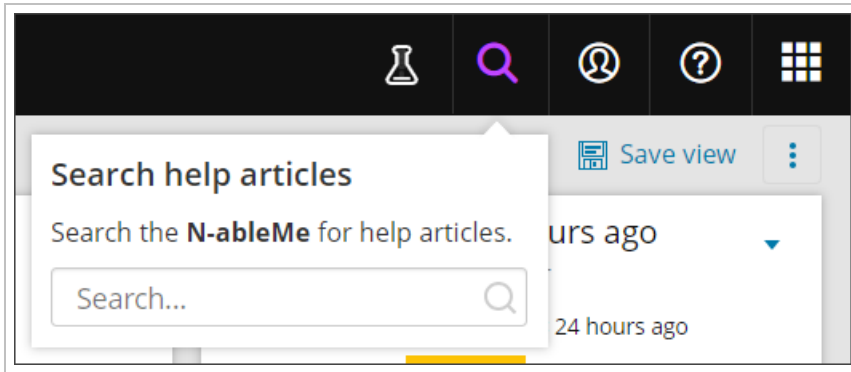 Save view
Search help articles
Search the N-ableMe for help articles.
urs ago
Search...
24 hours ago